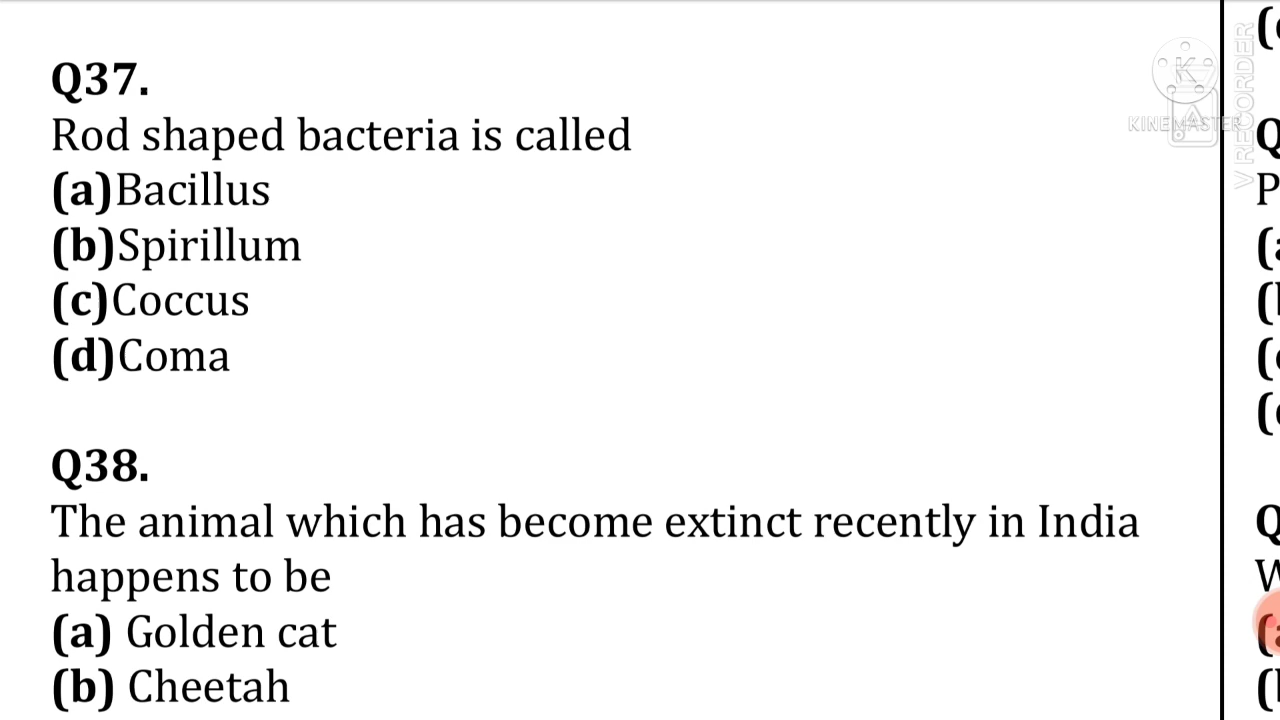 Q37.
Rod shaped bacteria is called
(a)Bacillus
(b)Spirillum
(c)Coccus
(d)Coma
Q38.
The animal which has become extinct recently in India
happens to be
(a) Golden cat
(b) Cheetah
KINEMASTER
V RECORDER